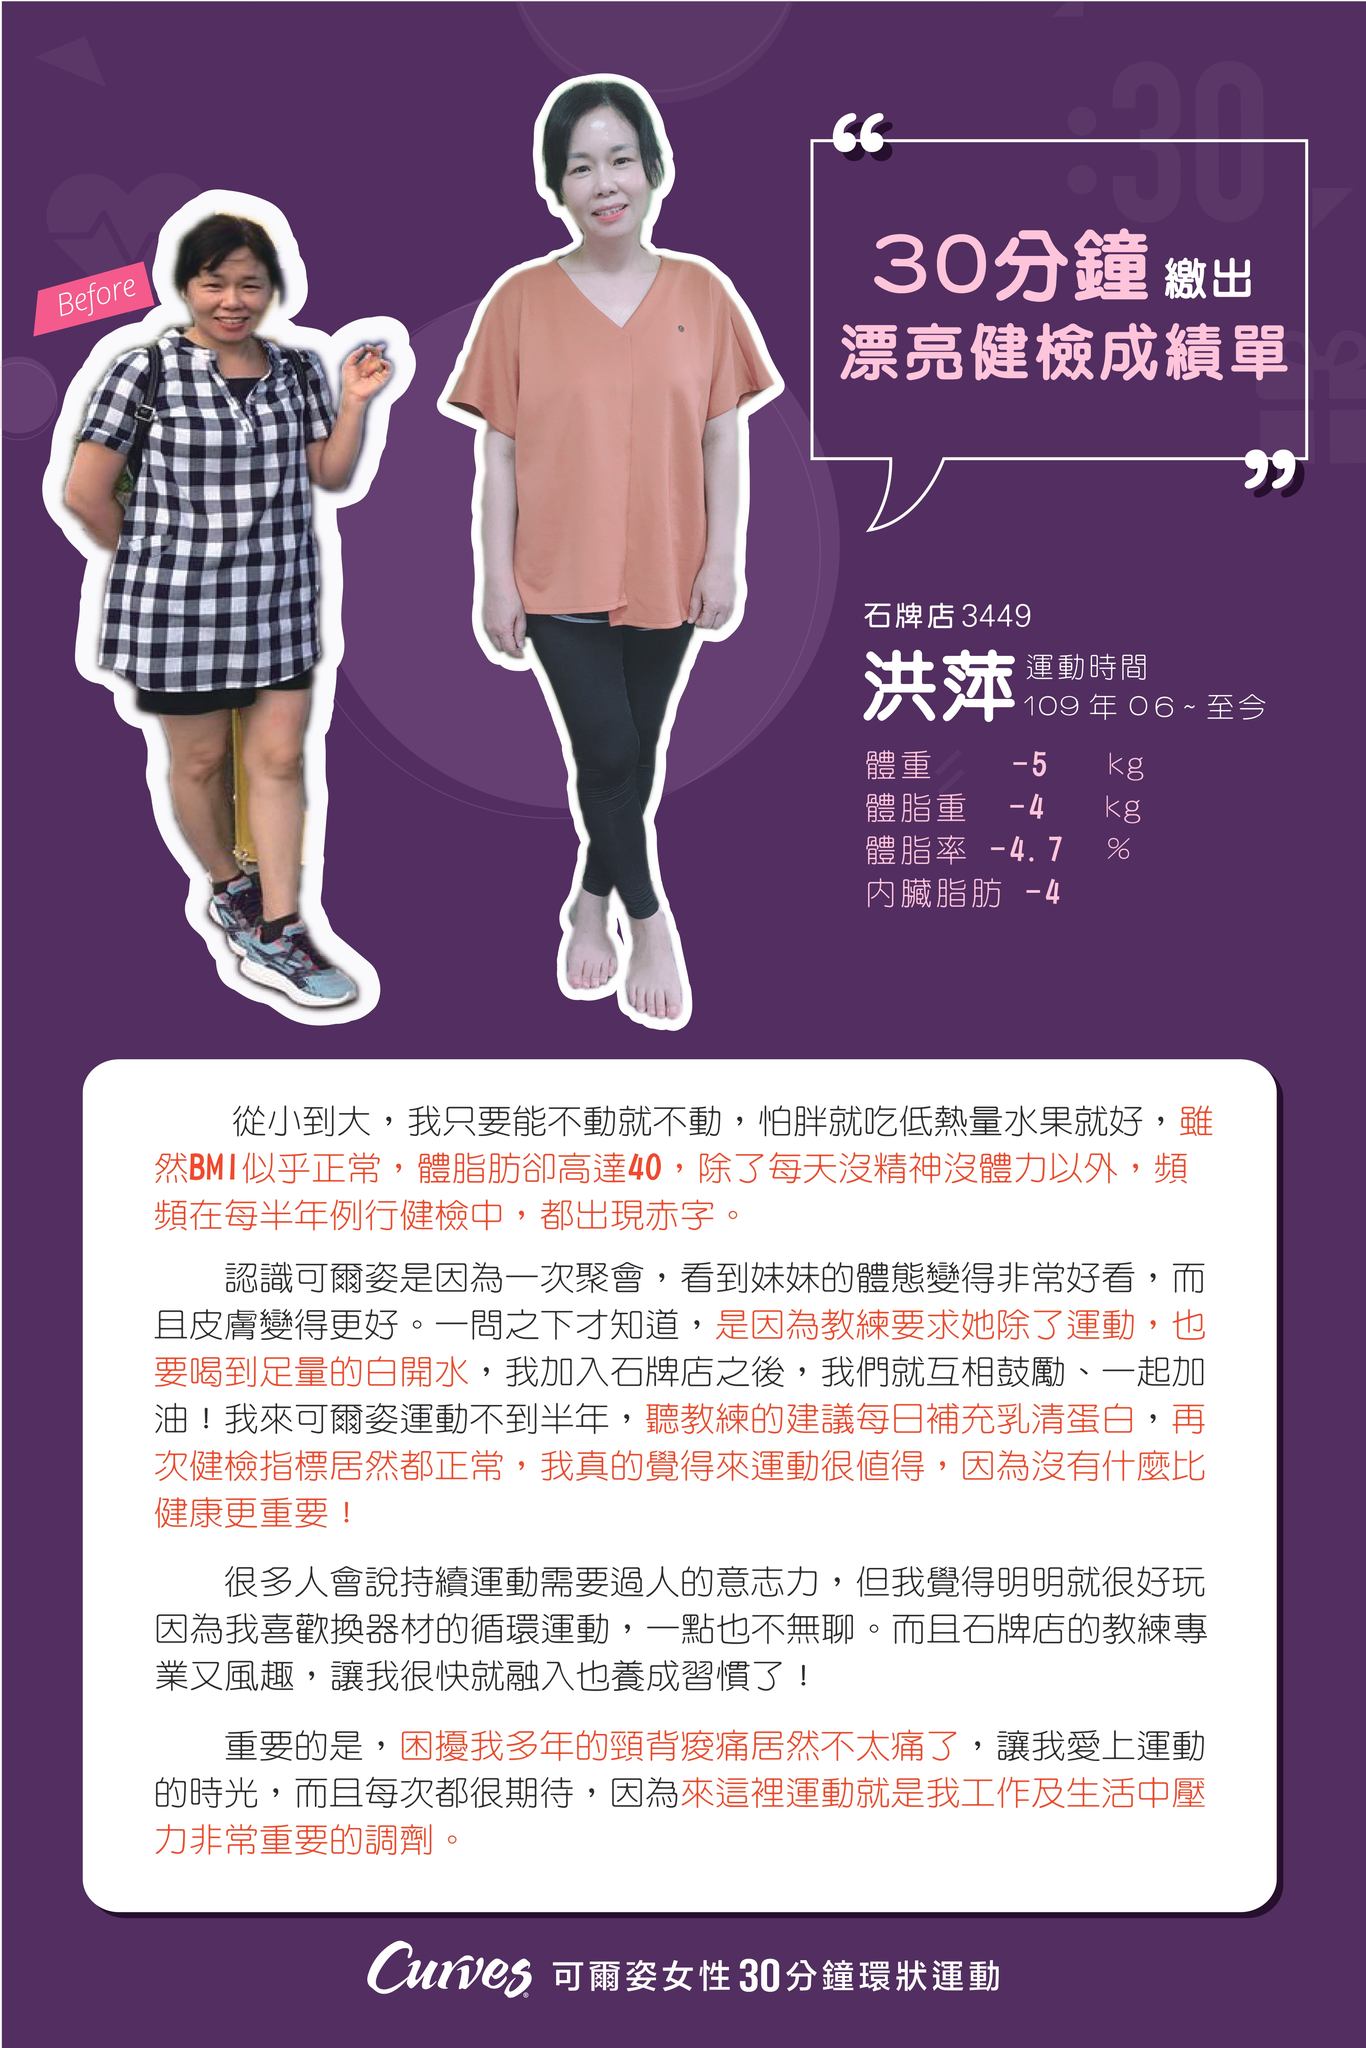 Before
“
30分鐘 繳出
漂亮健檢成績單
”
石牌店 3449
洪萍 運動時間
109 年 06 ~ 至今
體重 -5 kg
體脂重 -4 kg
體脂率 -4.7 %
內臟脂肪 -4
:30
從小到大，我只要能不動就不動，怕胖就吃低熱量水果就好，雖
然BMI似乎正常，體脂肪卻高達40，除了每天沒精神沒體力以外，頻
頻在每半年例行健檢中，都出現赤字。
認識可爾姿是因為一次聚會，看到妹妹的體態變得非常好看，而
且皮膚變得更好。一問之下才知道，是因為教練要求她除了運動，也
要喝到足量的白開水，我加入石牌店之後，我們就互相鼓勵、一起加
油！我來可爾姿運動不到半年，聽教練的建議每日補充乳清蛋白，再
次健檢指標居然都正常，我真的覺得來運動很值得，因為沒有什麼比
健康更重要！
很多人會說持續運動需要過人的意志力，但我覺得明明就很好玩
因為我喜歡換器材的循環運動，一點也不無聊。而且石牌店的教練專
業又風趣，讓我很快就融入也養成習慣了！
重要的是，困擾我多年的頸背痠痛居然不太痛了，讓我愛上運動
的時光，而且每次都很期待，因為來這裡運動就是我工作及生活中壓
力非常重要的調劑。
Curves® 可爾姿女性30分鐘環狀運動